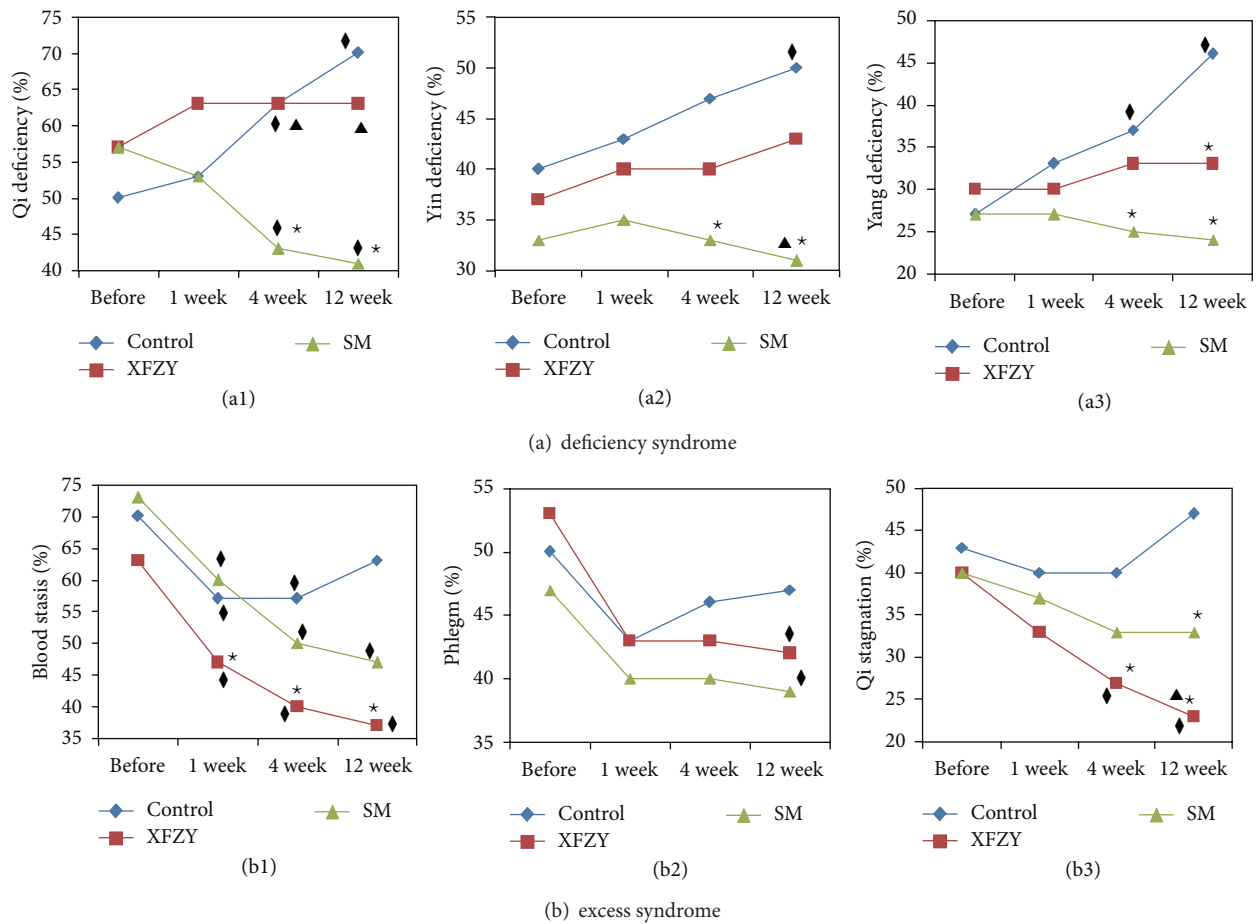 Qi deficiency (%)
75
70
65
60
55
50
45
40
Before 1 week 4 week 12 week
Control SM
XFZY
(a1)
Yin deficiency (%)
55
50
45
40
35
30
Before 1 week 4 week 12 week
Control SM
XFZY
(a2)
Yang deficiency (%)
50
45
40
35
30
25
20
Before 1 week 4 week 12 week
Control SM
XFZY
(a3)
(a) deficiency syndrome
Blood stasis (%)
75
70
65
60
55
50
45
40
35
Before 1 week 4 week 12 week
Control SM
XFZY
(b1)
Phlegm (%)
55
50
45
40
35
Before 1 week 4 week 12 week
Control SM
XFZY
(b2)
Qi stagnation (%)
50
45
40
35
30
25
20
Before 1 week 4 week 12 week
Control SM
XFZY
(b3)
(b) excess syndrome